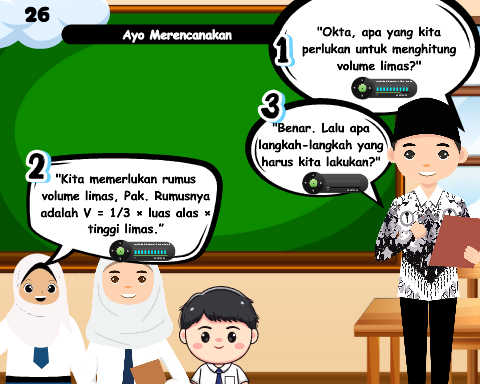 26
Ayo Merencanakan
1
"Okta, apa yang kita
perlukan untuk menghitung
volume limas?"
2
"Kita memerlukan rumus
volume limas, Pak. Rumusnya
adalah V = 1/3 × luas alas ×
tinggi limas."
3
"Benar. Lalu apa
langkah-langkah yang
harus kita lakukan?"